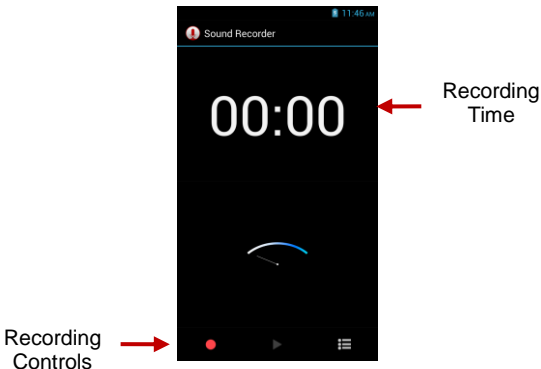 11:46 AM
Sound Recorder
00:00
Recording
Time
Recording
Controls